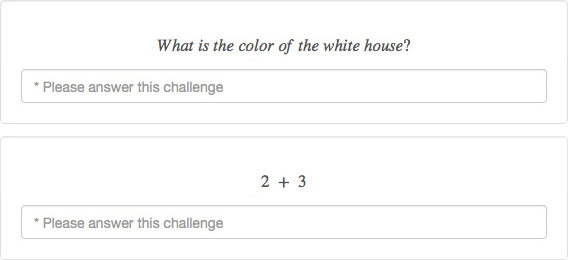 What is the color of the white house?
* Please answer this challenge
2 + 3
* Please answer this challenge